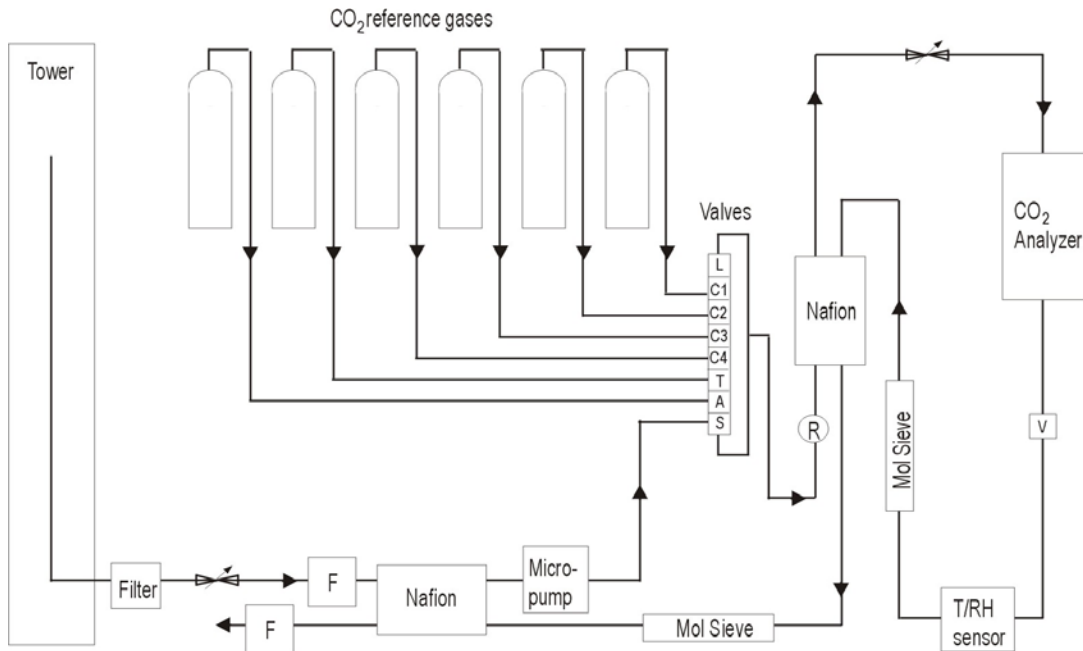 CO2 reference gases
Tower
Valves
L
C1
C2
C3
C4
T
A
S
Nafion
R
CO2
Analyzer
V
Mol Sieve
T/RH
sensor
Filter
F
Nafion
Micro-
pump
F
Mol Sieve